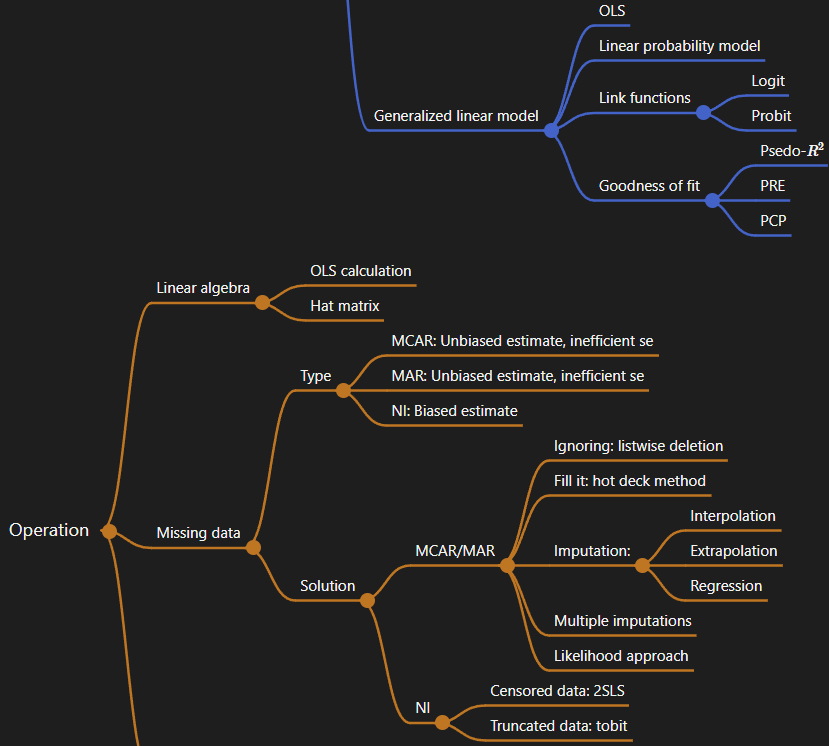 OLS
Linear probability model
Generalized linear model
Link functions
Logit
Probit
Goodness of fit
Psedo-R²
PRE
PCP
Operation
Linear algebra
OLS calculation
Hat matrix
Missing data
Type
MCAR: Unbiased estimate, inefficient se
MAR: Unbiased estimate, inefficient se
NI: Biased estimate
Solution
MCAR/MAR
Ignoring: listwise deletion
Fill it: hot deck method
Imputation:
Interpolation
Extrapolation
Regression
Multiple imputations
Likelihood approach
NI
Censored data: 2SLS
Truncated data: tobit